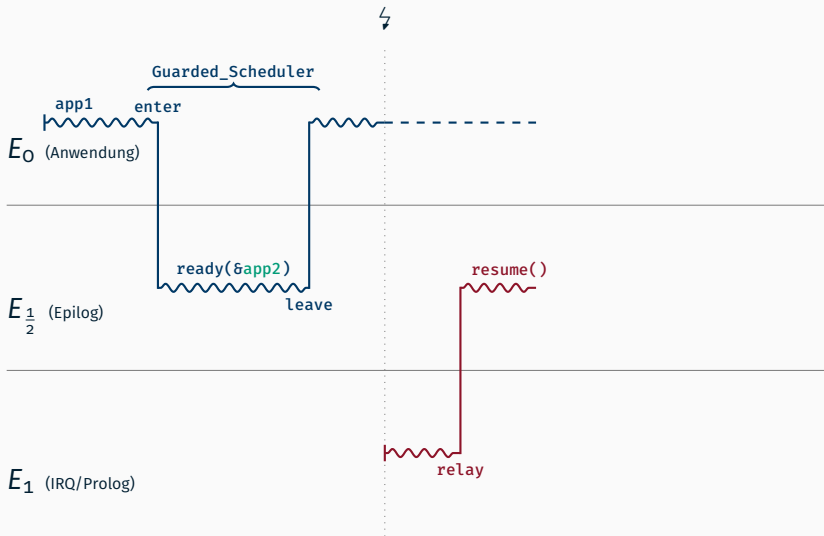 Guarded_Scheduler
app1
enter
E0 (Anwendung)
ready(&app2)
resume()
leave
E1/2 (Epilog)
relay
E1 (IRQ/Prolog)